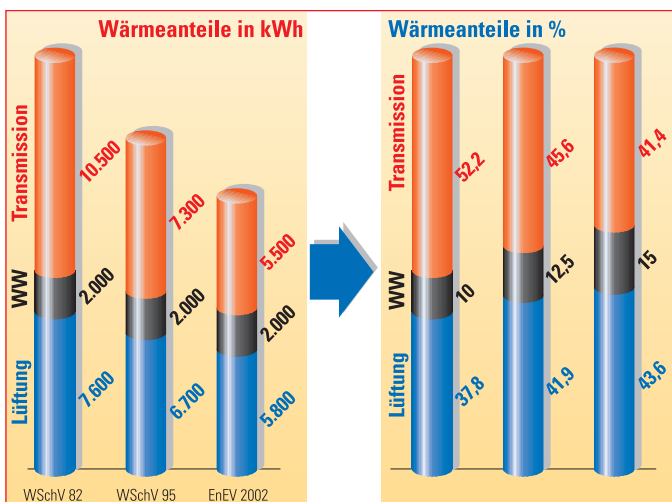 Wärmeanteile in kWh
Transmission
WW
Lüftung
10.500
2.000
7.600
7.300
2.000
6.700
5.500
2.000
5.800
WSchV 82
WSchV 95
EnEV 2002
Wärmeanteile in %
Transmission
WW
Lüftung
52,2
10
37,8
45,6
12,5
41,9
41,4
15
43,6